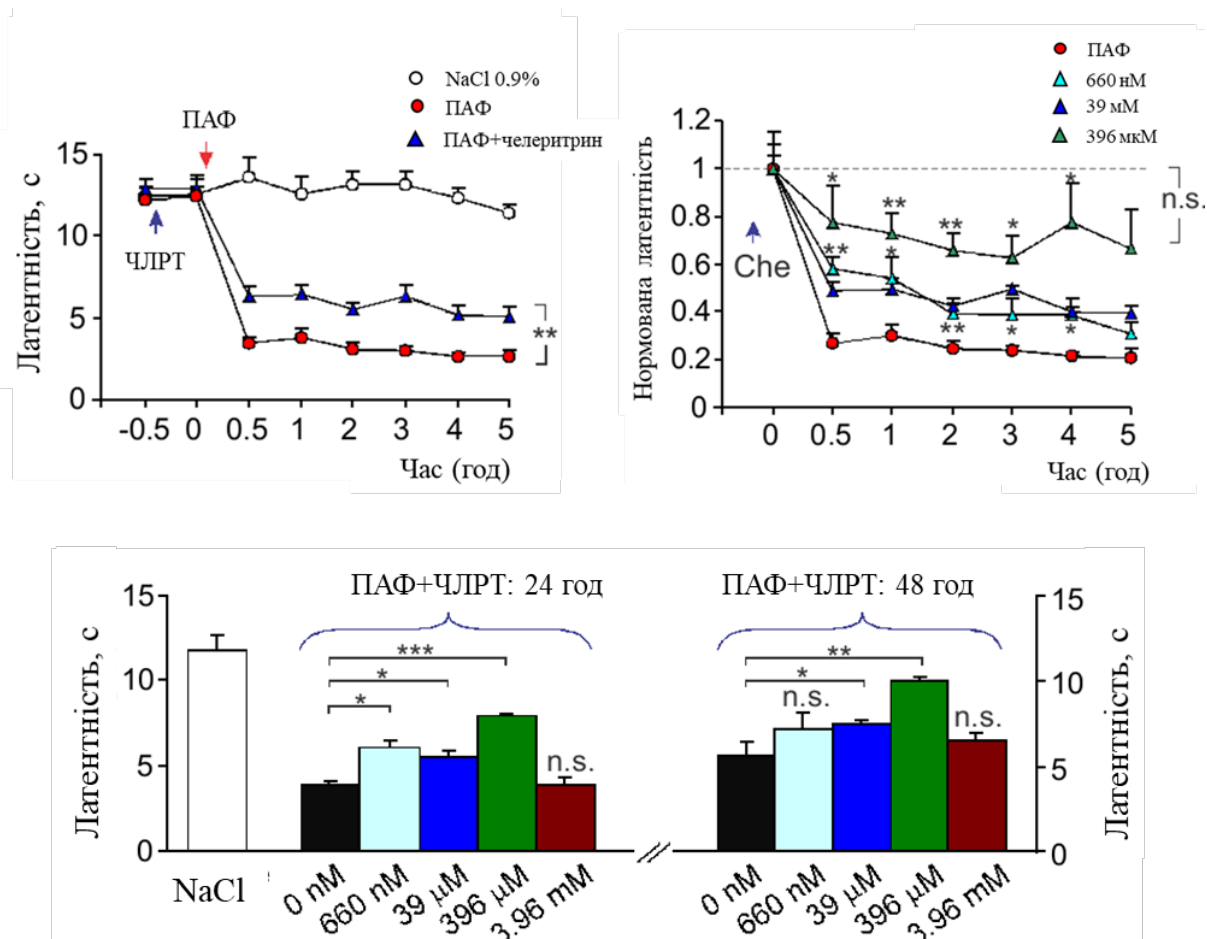 NaCl 0.9%
ПАФ
ПАФ+челеритрин
ПАФ
ЧЛРТ
Латентність, с
15
10
5
0
**
-0.5 0 0.5 1 2 3 4 5
Час (год)
ПАФ
660 нМ
39 мМ
396 мкМ
Нормована латентність
1.2
1
0.8
0.6
0.4
0.2
0
* ** ** * *
** *
** * *
n.s.
Che
0 0.5 1 2 3 4 5
Час (год)
ПАФ+ЧЛРТ: 24 год
ПАФ+ЧЛРТ: 48 год
Латентність, с
15
10
5
0
***
*
*
n.s.
**
*
n.s.
n.s.
15
10
5
0
Латентність, с
NaCl
0 nM 660 nM 39 μM 396 μM 3.96 mM
0 nM 660 nM 39 μM 396 μM 3.96 mM